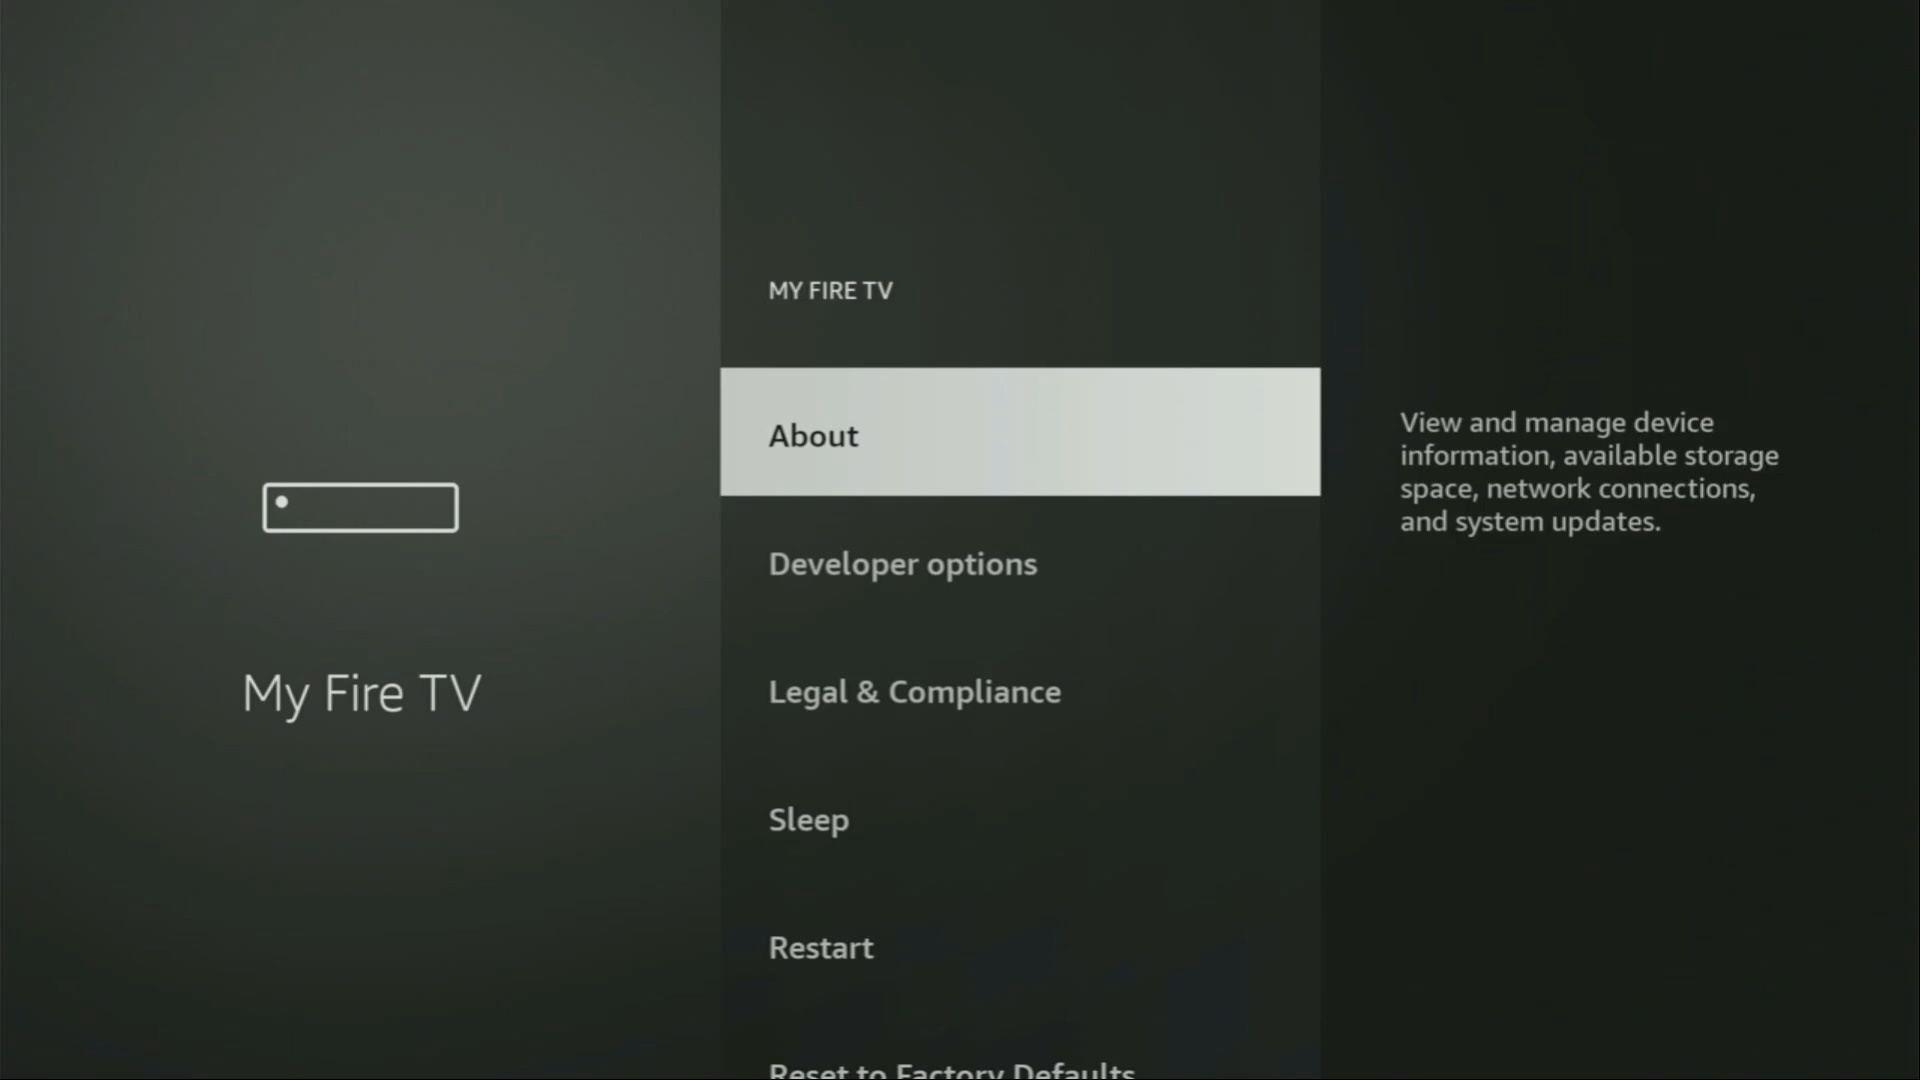 MY FIRE TV
About
Developer options
Legal & Compliance
Sleep
Restart
Reset to Factory Defaults
My Fire TV
View and manage device
information, available storage
space, network connections,
and system updates.